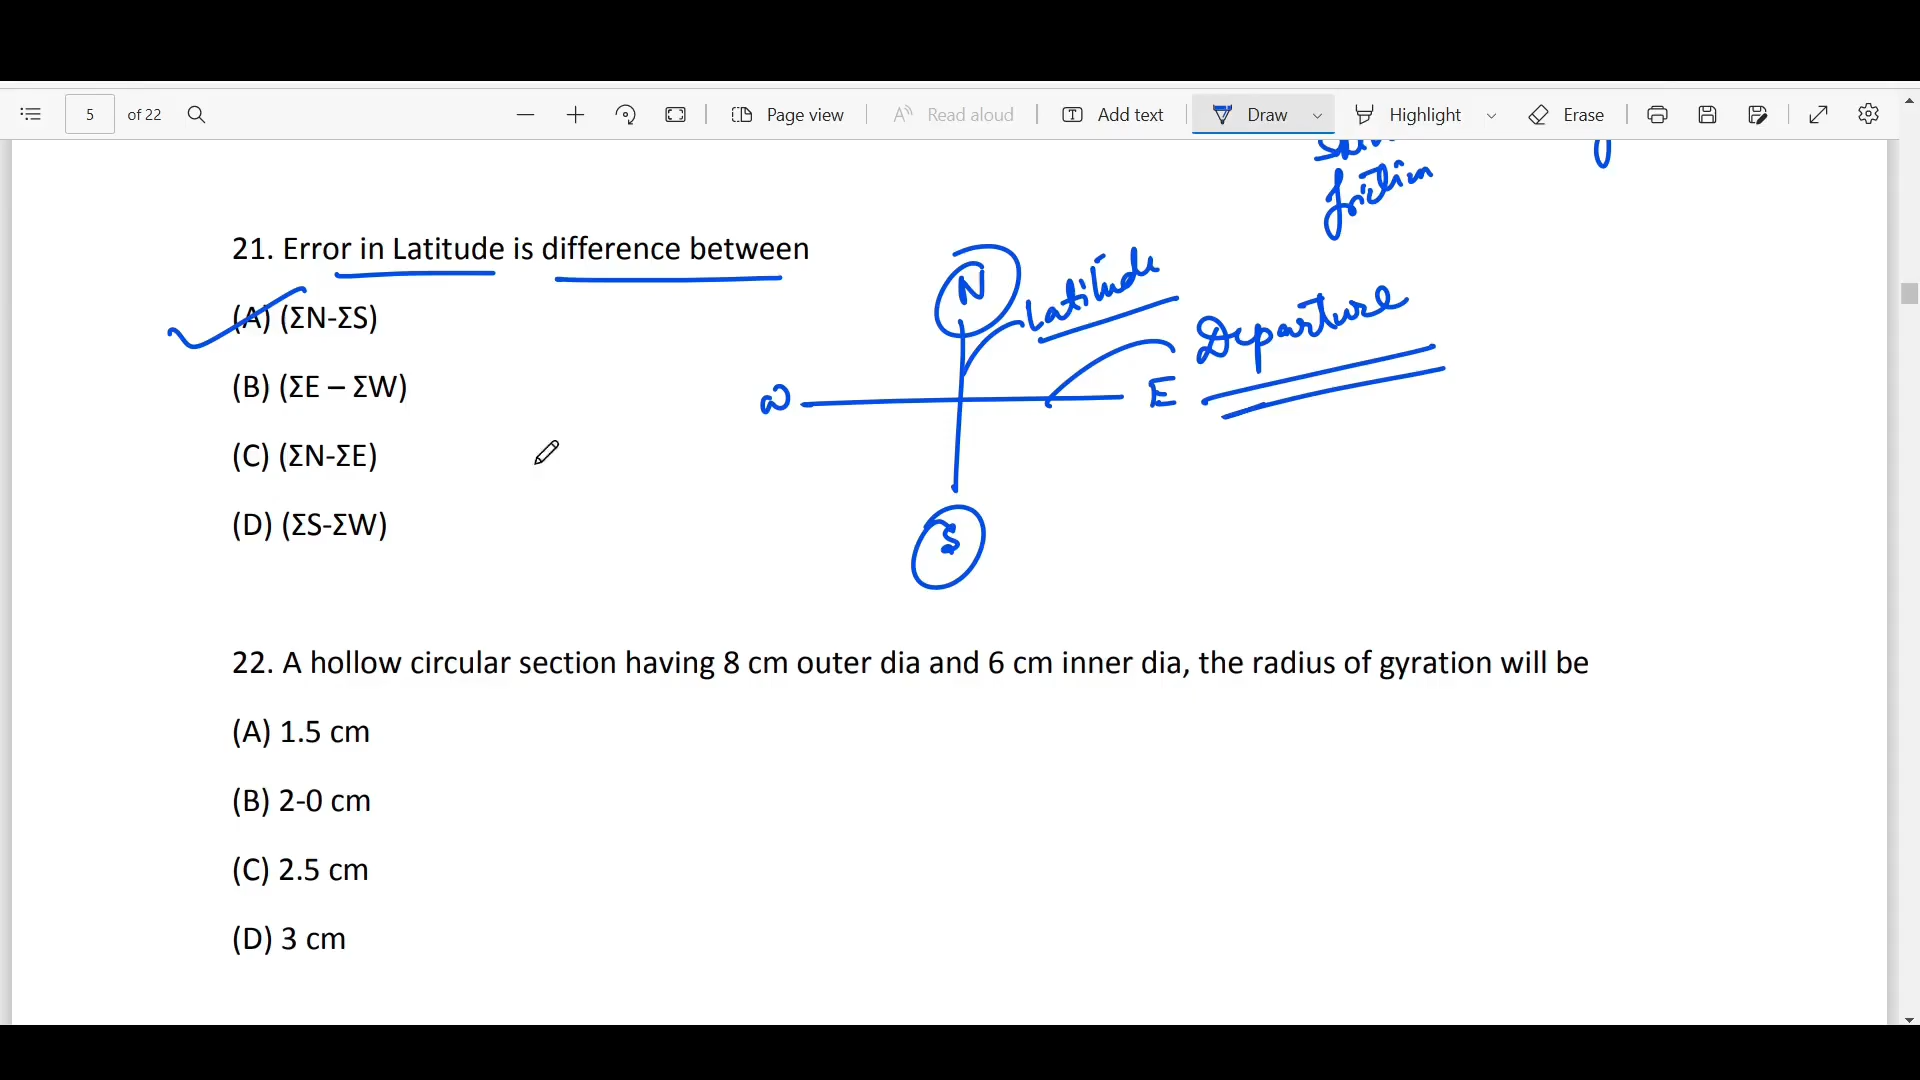 5 of 22 Page view Read aloud Add text Draw Highlight Erase
friction
21. Error in Latitude is difference between
N Latitude
(A) (ΣN-ΣS)
Departure
(B) (ΣE – ΣW)
W E
(C) (ΣN-ΣE)
(D) (ΣS-ΣW)
S
22. A hollow circular section having 8 cm outer dia and 6 cm inner dia, the radius of gyration will be
(A) 1.5 cm
(B) 2-0 cm
(C) 2.5 cm
(D) 3 cm